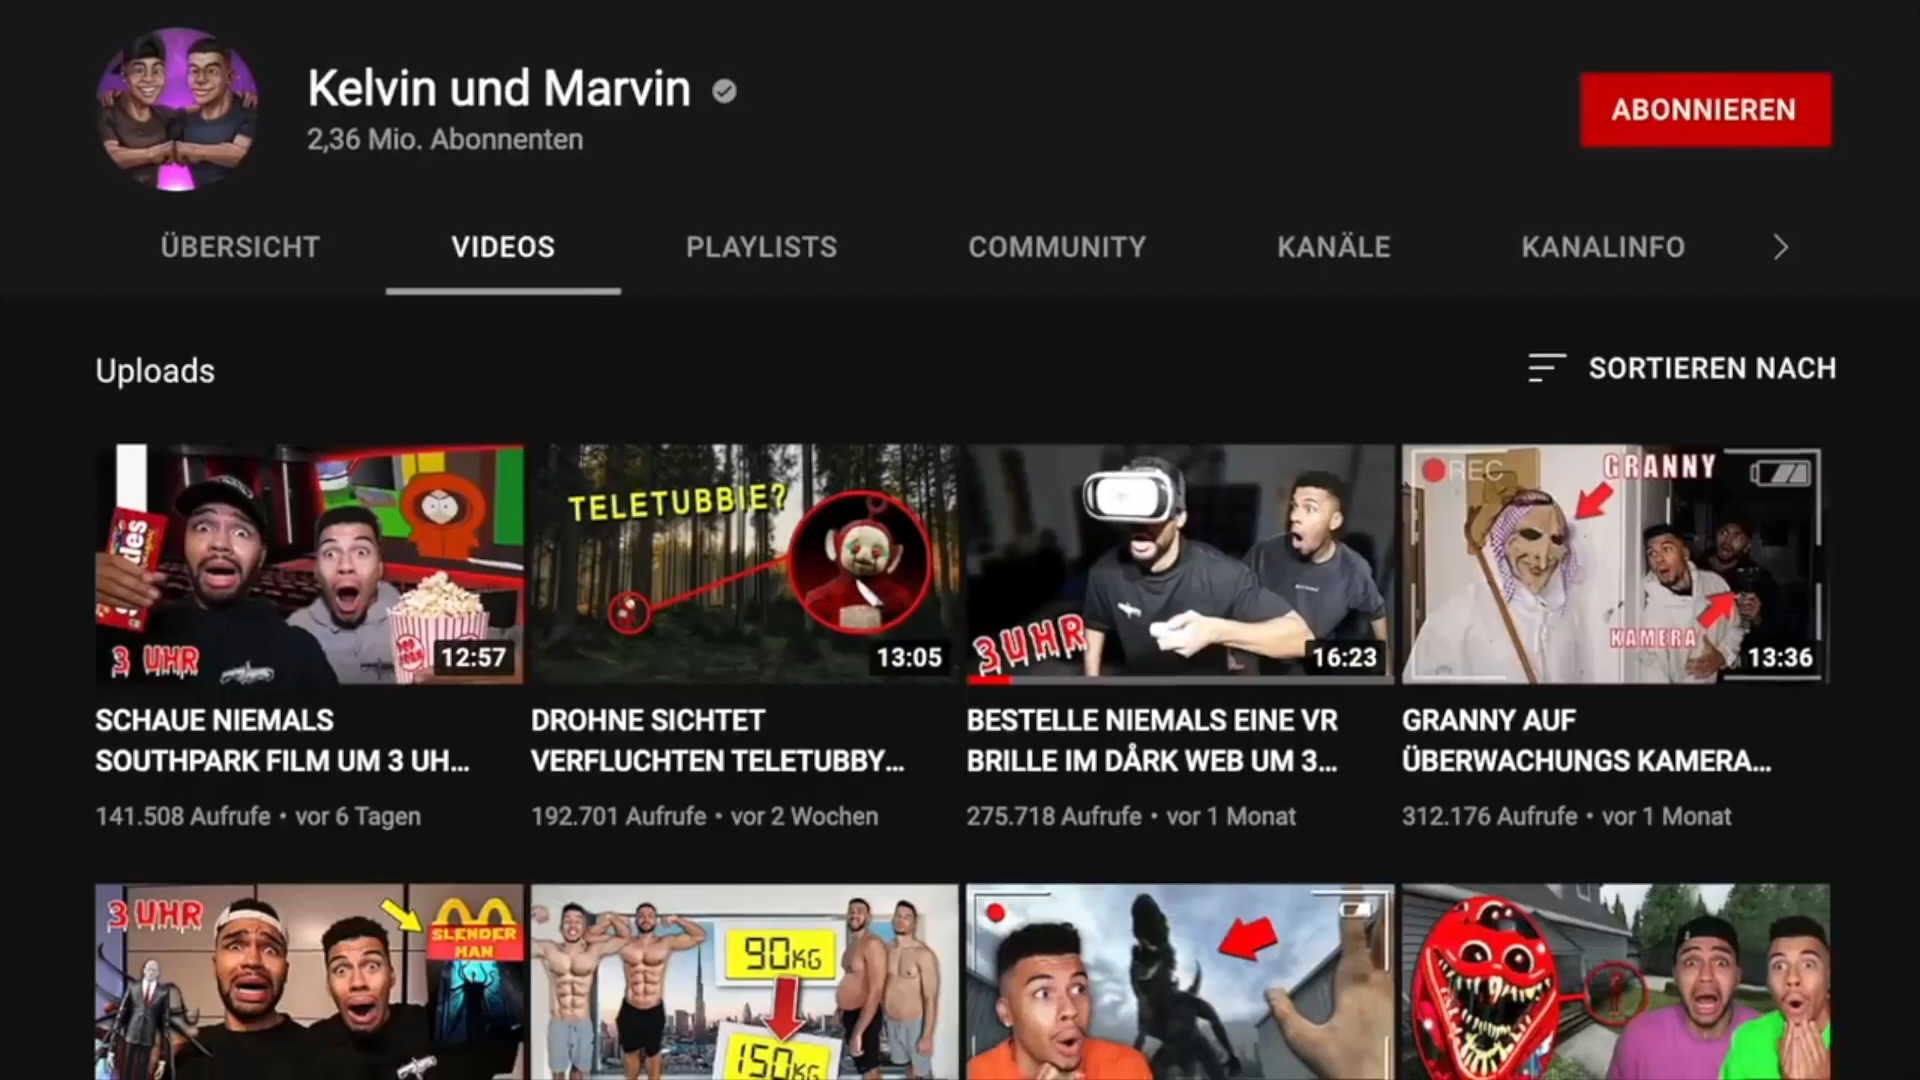 Kelvin und Marvin
2,36 Mio. Abonnenten
ABONNIEREN
ÜBERSICHT
VIDEOS
PLAYLISTS
COMMUNITY
KANÄLE
KANALINFO
Uploads
SORTIEREN NACH
3 UHR
12:57
TELETUBBIE?
13:05
3 UHR
16:23
REC
GRANNY
KAMERA
13:36
SCHAUE NIEMALS
SOUTHPARK FILM UM 3 UH...
141.508 Aufrufe • vor 6 Tagen
DROHNE SICHTET
VERFLUCHTEN TELETUBBY...
192.701 Aufrufe • vor 2 Wochen
BESTELLE NIEMALS EINE VR
BRILLE IM DÅRK WEB UM 3...
275.718 Aufrufe • vor 1 Monat
GRANNY AUF
ÜBERWACHUNGS KAMERA...
312.176 Aufrufe • vor 1 Monat
3 UHR
SLENDER
MAN
90KG
150KG